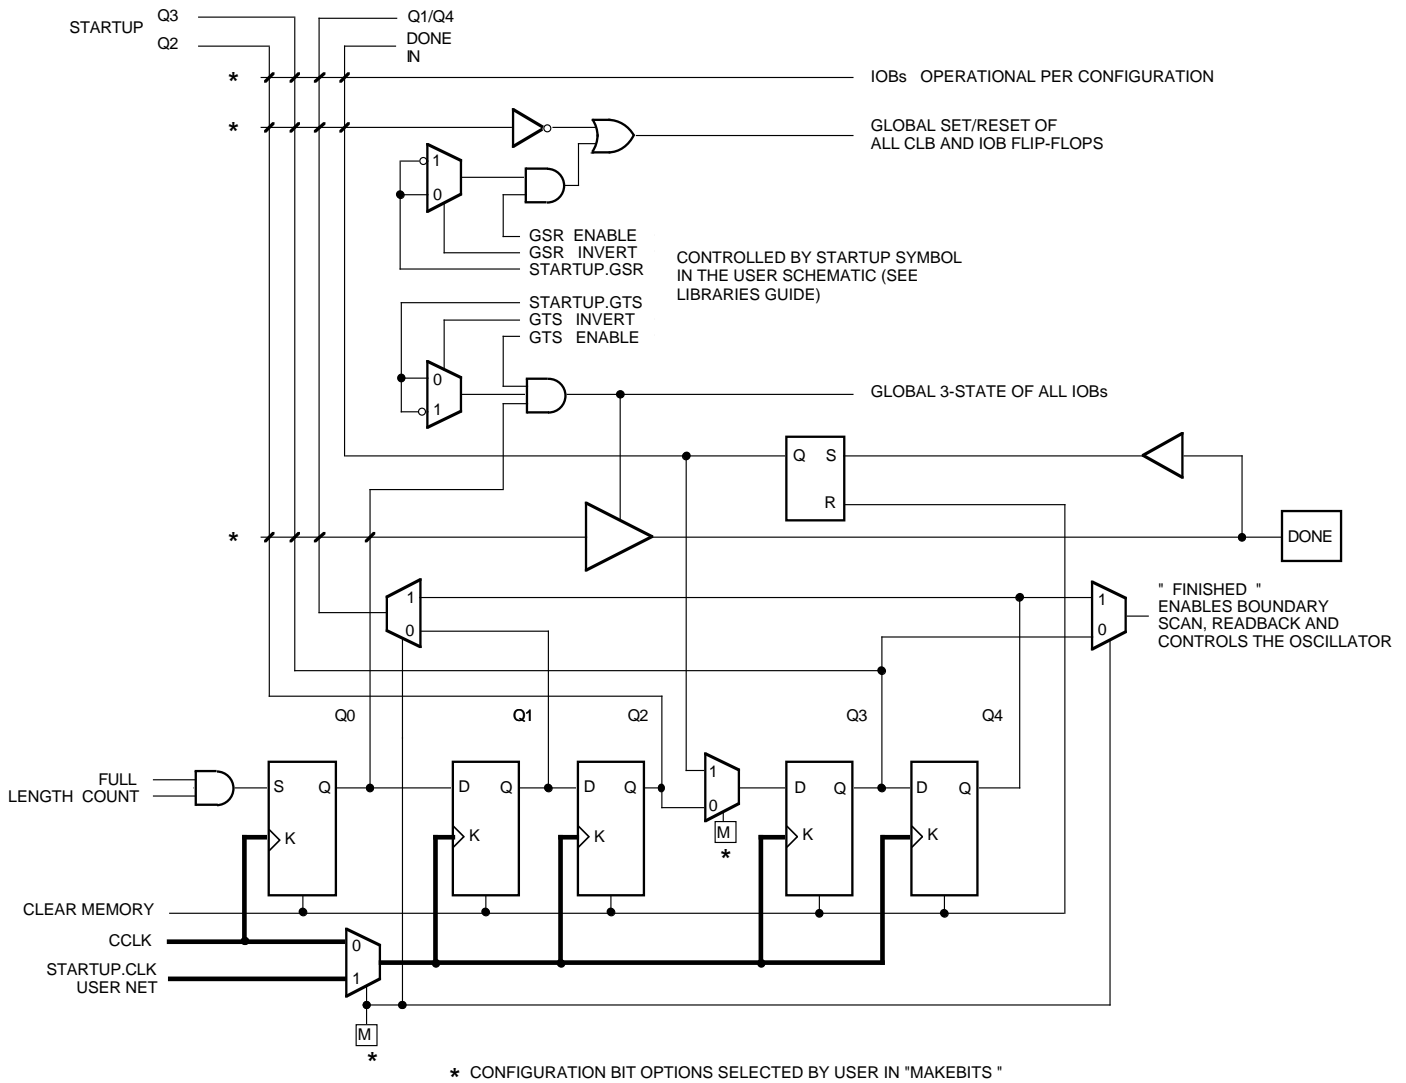 Q3
STARTUP
Q2
Q1/Q4
DONE
IN
*
IOBs OPERATIONAL PER CONFIGURATION
*
GLOBAL SET/RESET OF
ALL CLB AND IOB FLIP-FLOPS
1
0
GSR ENABLE
GSR INVERT
STARTUP.GSR
CONTROLLED BY STARTUP SYMBOL
IN THE USER SCHEMATIC (SEE
LIBRARIES GUIDE)
STARTUP.GTS
GTS INVERT
GTS ENABLE
0
1
GLOBAL 3-STATE OF ALL IOBs
Q S
R
*
DONE
1
0
1
0
" FINISHED "
ENABLES BOUNDARY
SCAN, READBACK AND
CONTROLS THE OSCILLATOR
Q0
Q1
Q2
Q3
Q4
FULL
LENGTH COUNT
S Q
K
D Q
K
D Q
K
1
0
M
*
D Q
K
D Q
K
CLEAR MEMORY
CCLK
STARTUP.CLK
USER NET
0
1
M
*
* CONFIGURATION BIT OPTIONS SELECTED BY USER IN "MAKEBITS "